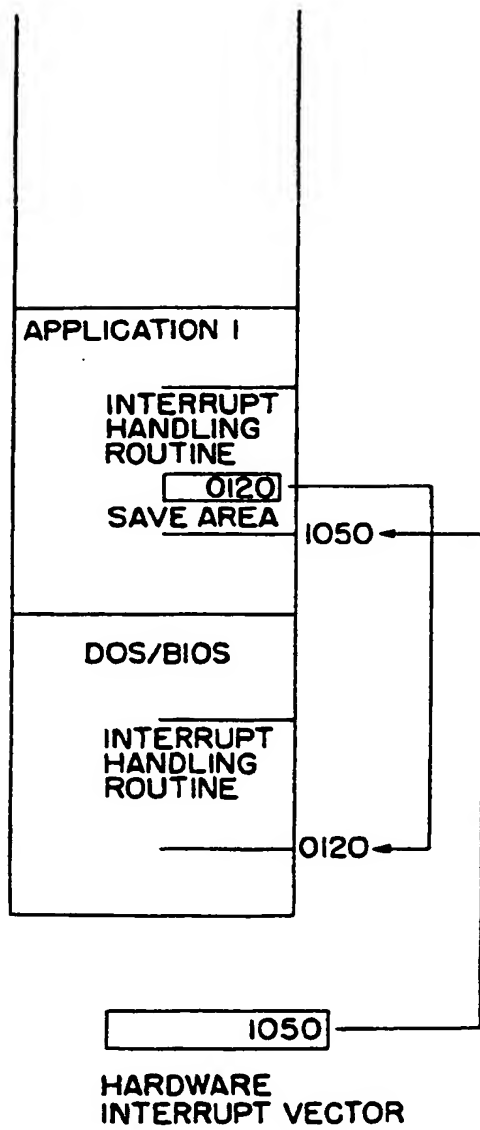 APPLICATION 1
INTERRUPT
HANDLING
ROUTINE
0120
SAVE AREA
1050
DOS/BIOS
INTERRUPT
HANDLING
ROUTINE
0120
1050
HARDWARE
INTERRUPT VECTOR